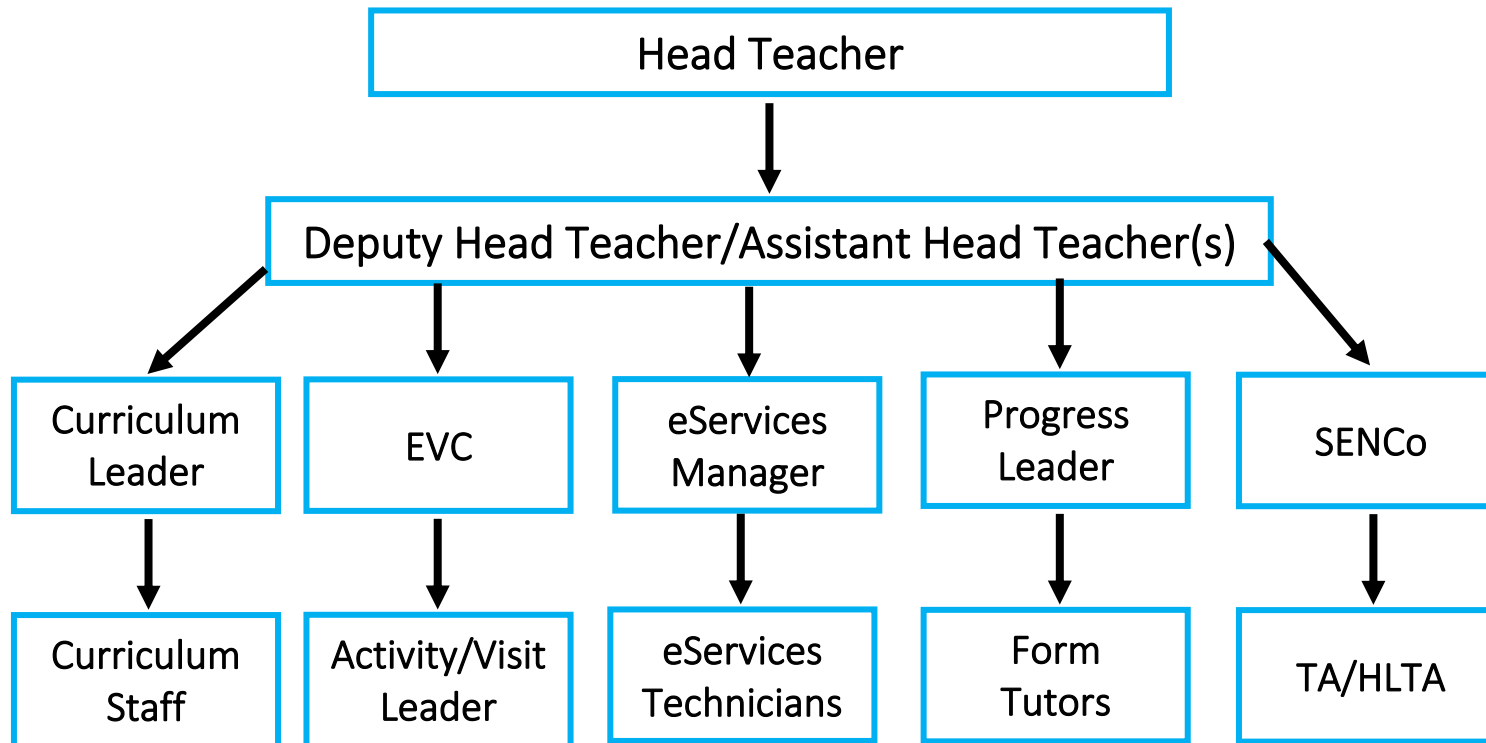 Head Teacher
Deputy Head Teacher/Assistant Head Teacher(s)
Curriculum
Leader
EVC
eServices
Manager
Progress
Leader
SENCo
Curriculum
Staff
Activity/Visit
Leader
eServices
Technicians
Form
Tutors
TA/HLTA